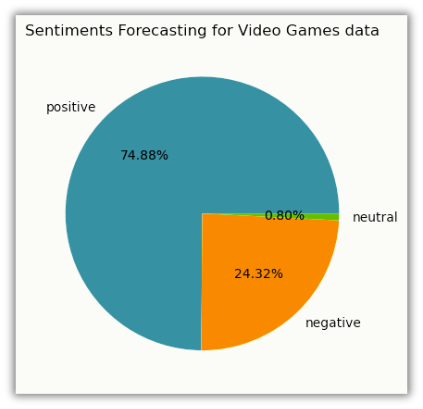 Sentiments Forecasting for Video Games data
positive
74.88%
0.80%
neutral
24.32%
negative